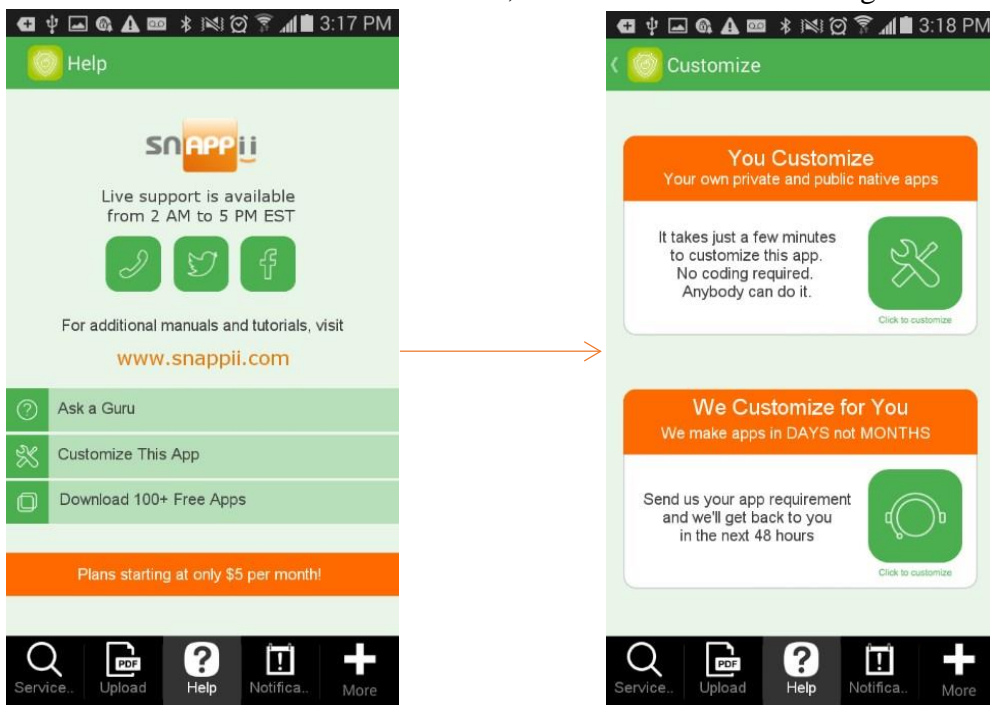 3:17 PM
Help
snAPPii
Live support is available
from 2 AM to 5 PM EST
For additional manuals and tutorials, visit
www.snappii.com
Ask a Guru
Customize This App
Download 100+ Free Apps
Plans starting at only $5 per month!
Service..
PDF
Upload
Help
Notifica..
More
3:18 PM
Customize
You Customize
Your own private and public native apps
It takes just a few minutes
to customize this app.
No coding required.
Anybody can do it.
Click to customize
We Customize for You
We make apps in DAYS not MONTHS
Send us your app requirement
and we'll get back to you
in the next 48 hours
Click to customize
Service..
PDF
Upload
Help
Notifica..
More